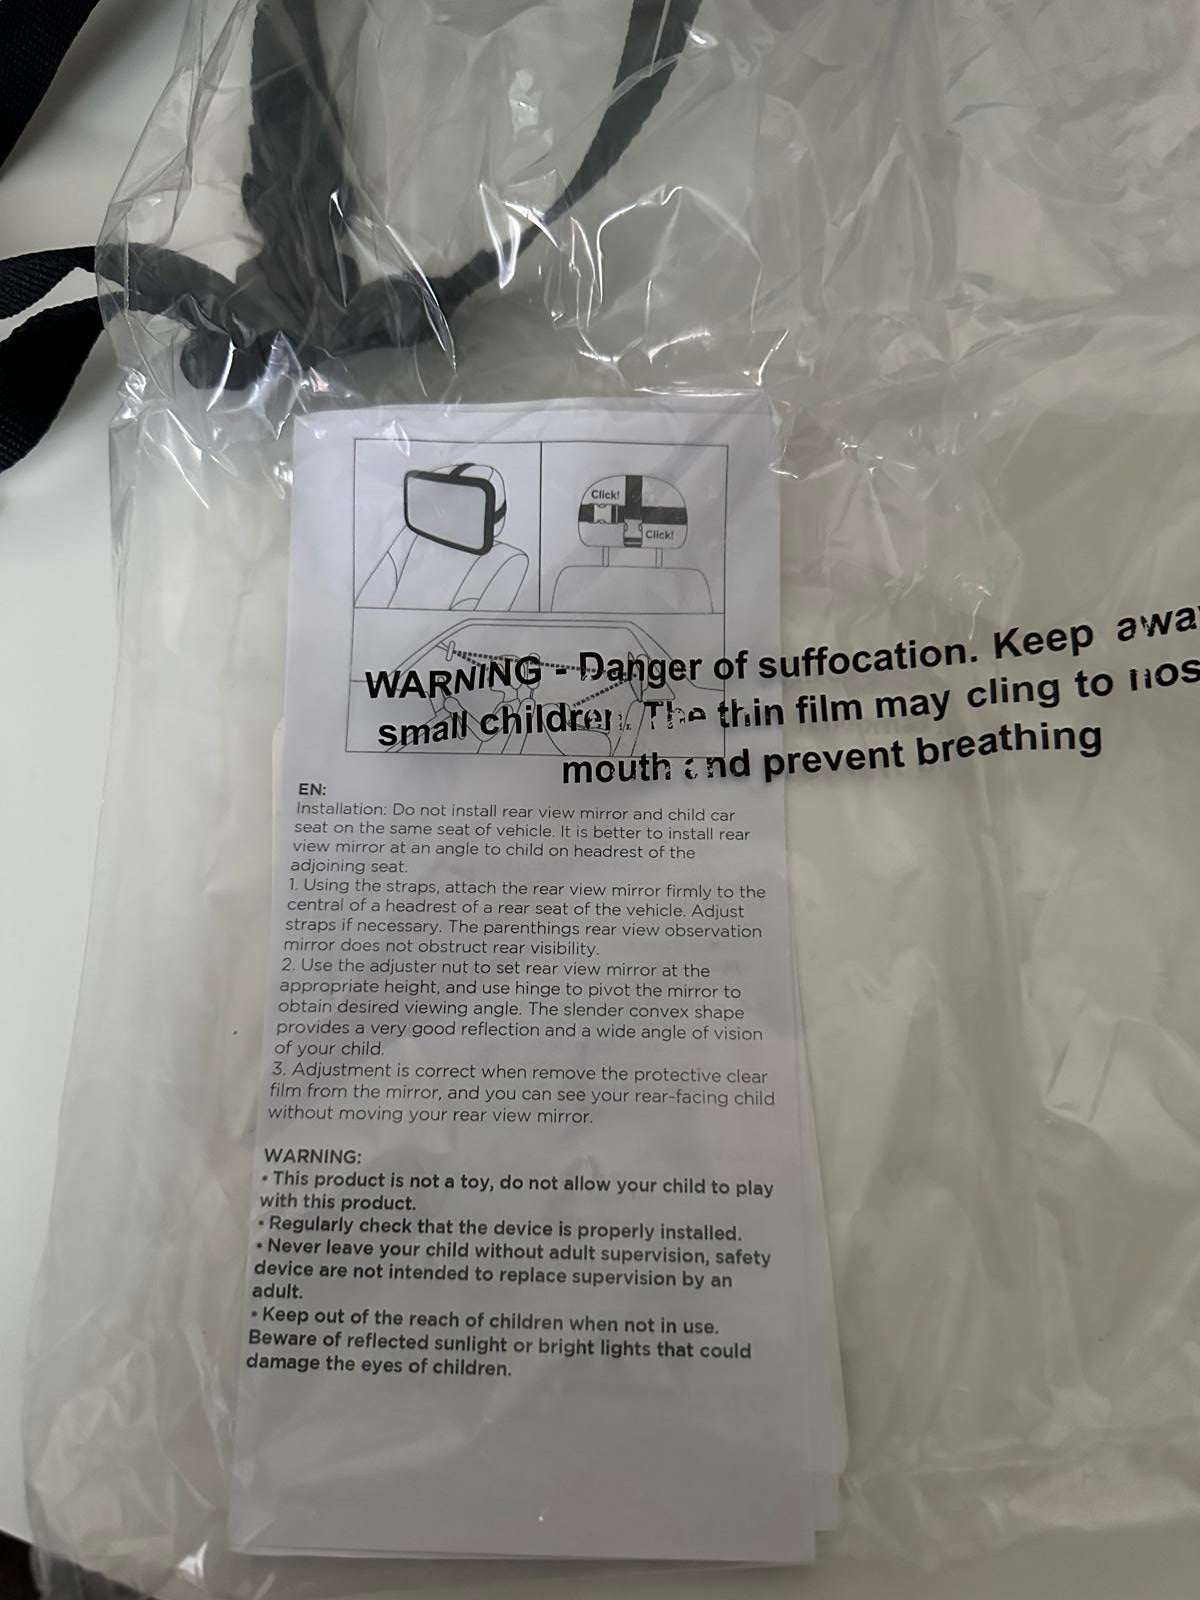 Click!
Click!
WARNING - Danger of suffocation. Keep
small children. The thin film may cling to
mouth and prevent breathing
EN:
Installation: Do not install rear view mirror and child car
seat on the same seat of vehicle. It is better to install rear
view mirror at an angle to child on headrest of the
adjoining seat.
1. Using the straps, attach the rear view mirror firmly to the
central of a headrest of a rear seat of the vehicle. Adjust
straps if necessary. The parenthings rear view observation
mirror does not obstruct rear visibility.
2. Use the adjuster nut to set rear view mirror at the
appropriate height, and use hinge to pivot the mirror to
obtain desired viewing angle. The slender convex shape
provides a very good reflection and a wide angle of vision
of your child.
3. Adjustment is correct when remove the protective clear
film from the mirror, and you can see your rear-facing child
without moving your rear view mirror.
WARNING:
• This product is not a toy, do not allow your child to play
with this product.
• Regularly check that the device is properly installed.
• Never leave your child without adult supervision, safety
device are not intended to replace supervision by an
adult.
• Keep out of the reach of children when not in use.
Beware of reflected sunlight or bright lights that could
damage the eyes of children.